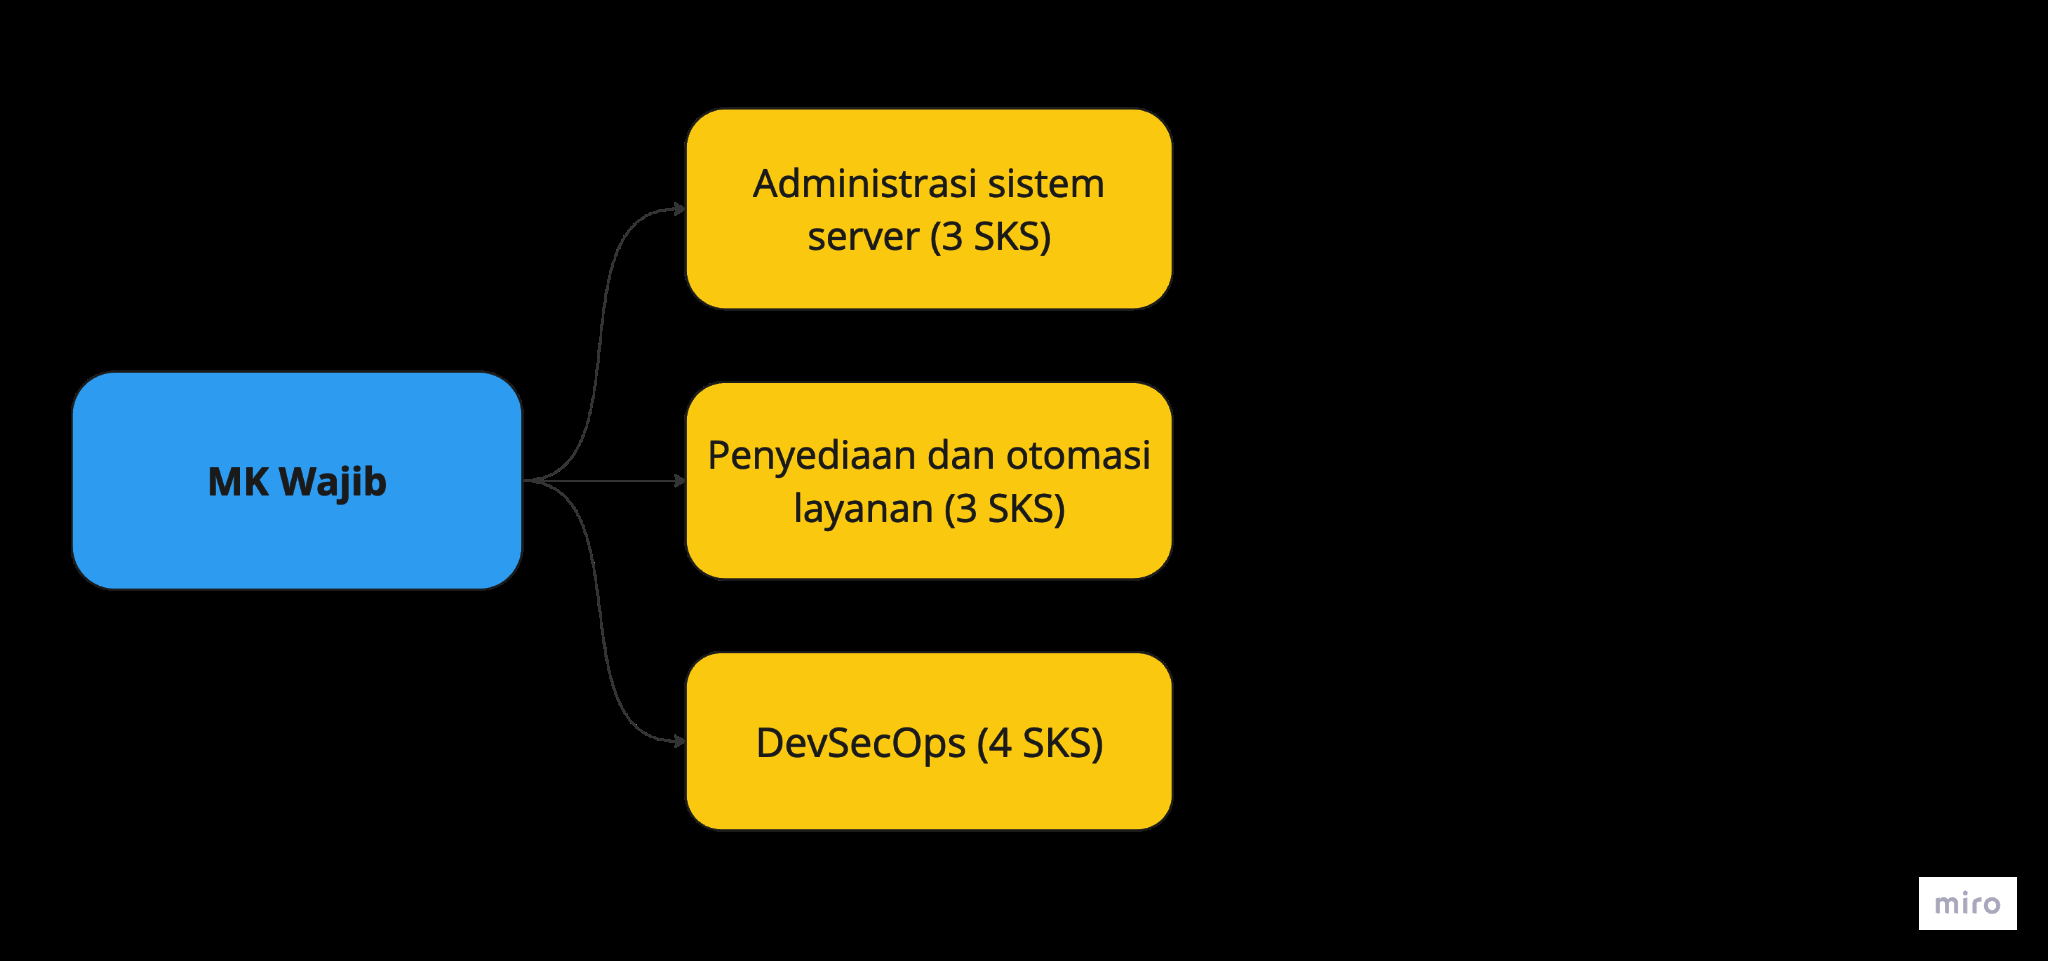 Administrasi sistem
server (3 SKS)
MK Wajib
Penyediaan dan otomasi
layanan (3 SKS)
DevSecOps (4 SKS)
miro